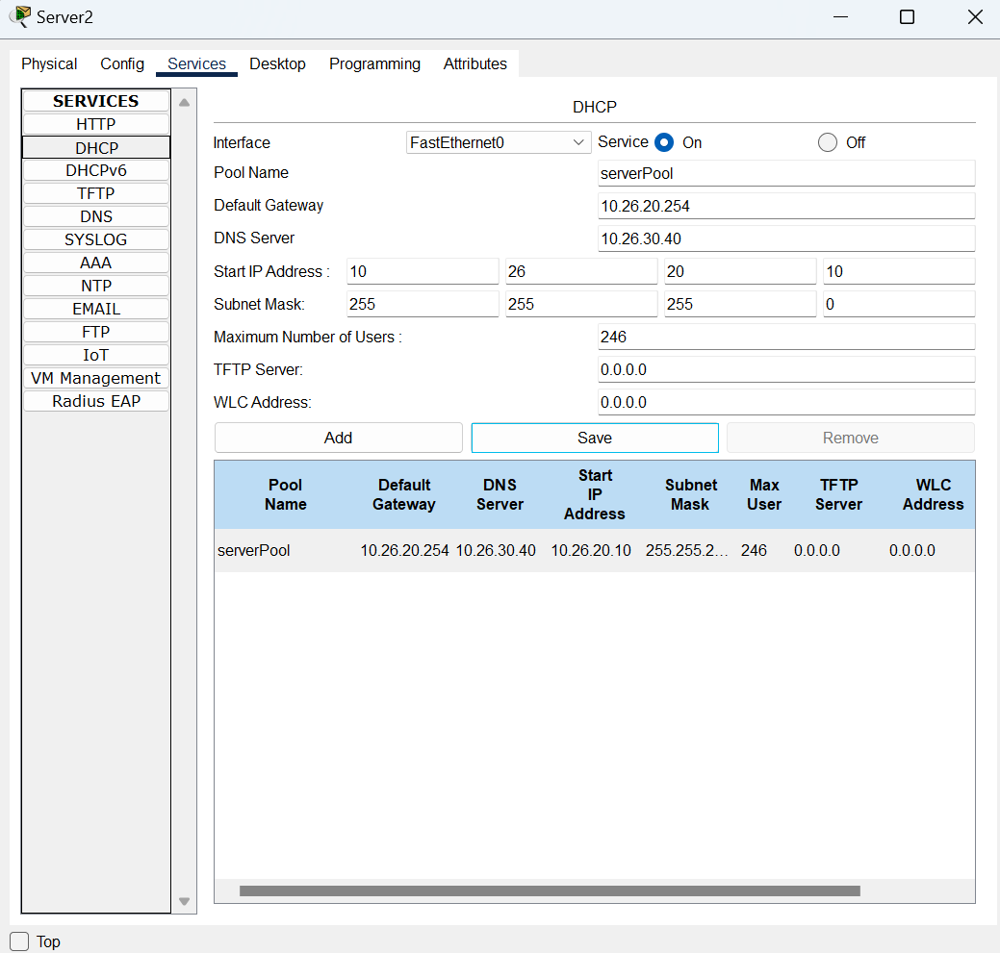 Server2
Physical Config Services Desktop Programming Attributes
SERVICES
HTTP
DHCP
DHCPv6
TFTP
DNS
SYSLOG
AAA
NTP
EMAIL
FTP
IoT
VM Management
Radius EAP
DHCP
Interface FastEthernet0 Service On Off
Pool Name serverPool
Default Gateway 10.26.20.254
DNS Server 10.26.30.40
Start IP Address : 10 26 20 10
Subnet Mask: 255 255 255 0
Maximum Number of Users : 246
TFTP Server: 0.0.0.0
WLC Address: 0.0.0.0
Add Save Remove
Pool Name Default Gateway DNS Server Start IP Address Subnet Mask Max User TFTP Server WLC Address
serverPool 10.26.20.254 10.26.30.40 10.26.20.10 255.255.2... 246 0.0.0.0 0.0.0.0
Top